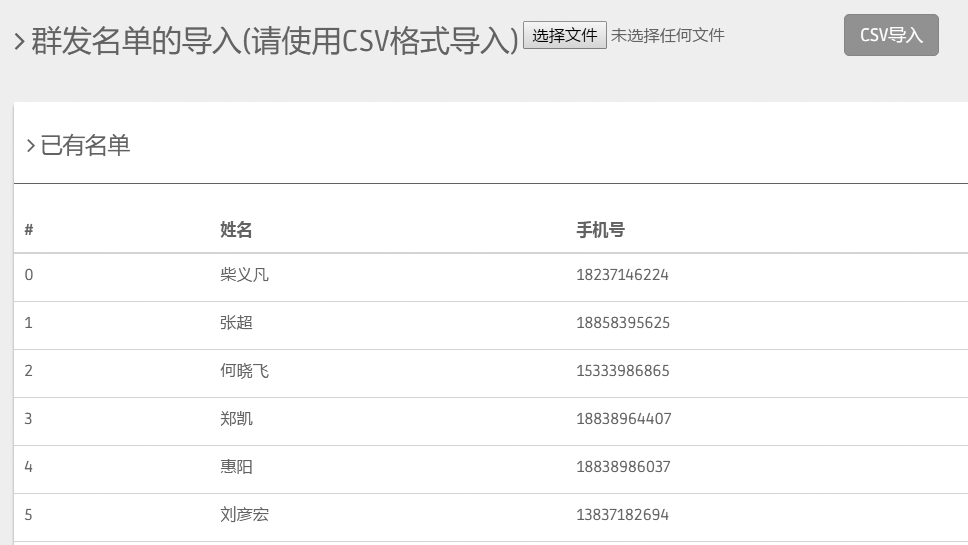 群发名单的导入(请使用CSV格式导入) 选择文件 未选择任何文件 CSV导入
已有名单
# 姓名 手机号
0 柴义凡 18237146224
1 张超 18858395625
2 何晓飞 15333986865
3 郑凯 18838964407
4 惠阳 18838986037
5 刘彦宏 13837182694